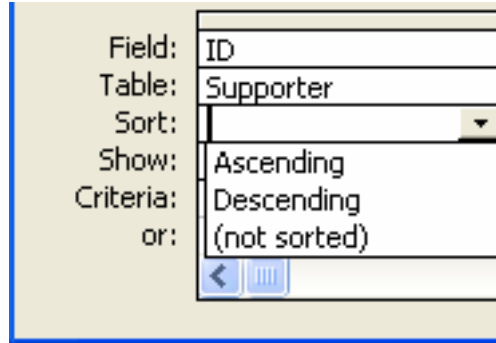 Field: ID
Table: Supporter
Sort:
Show: Ascending
Criteria: Descending
or: (not sorted)